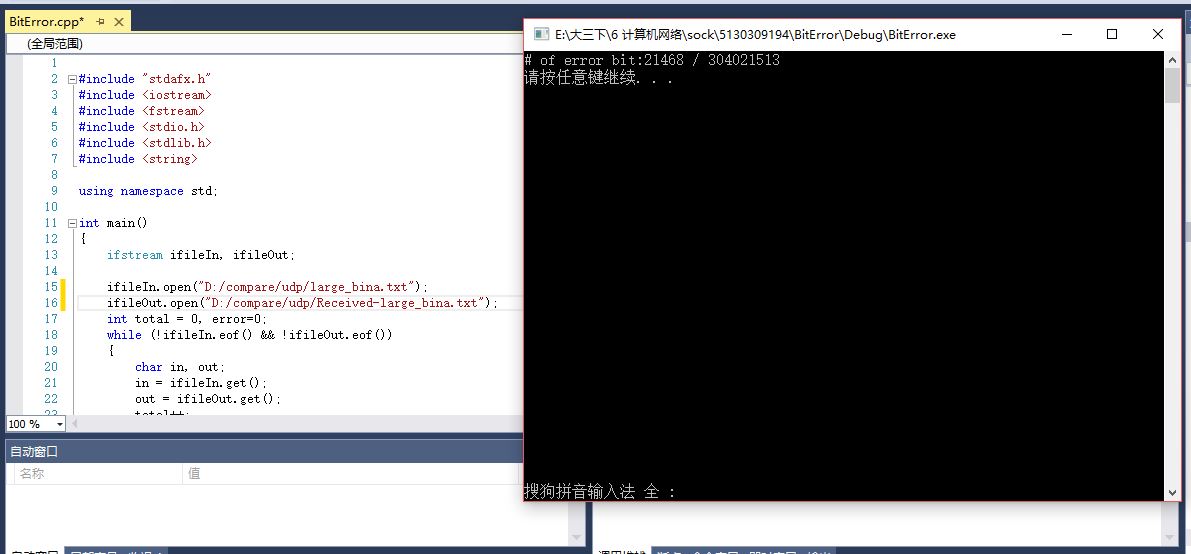 BitError.cpp*
(全局范围)
1
2 #include "stdafx.h"
3 #include <iostream>
4 #include <fstream>
5 #include <stdio.h>
6 #include <stdlib.h>
7 #include <string>
8
9 using namespace std;
10
11 int main()
12 {
13 ifstream ifileIn, ifileOut;
14
15 ifileIn.open("D:/compare/udp/large_bina.txt");
16 ifileOut.open("D:/compare/udp/Received-large_bina.txt");
17 int total = 0, error=0;
18 while (!ifileIn.eof() && !ifileOut.eof())
19 {
20 char in, out;
21 in = ifileIn.get();
22 out = ifileOut.get();
23 total++;
100 %
自动窗口
名称 值
E:\大三下\6 计算机网络\sock\5130309194\BitError\Debug\BitError.exe
# of error bit:21468 / 304021513
请按任意键继续. . .
搜狗拼音输入法 全 :